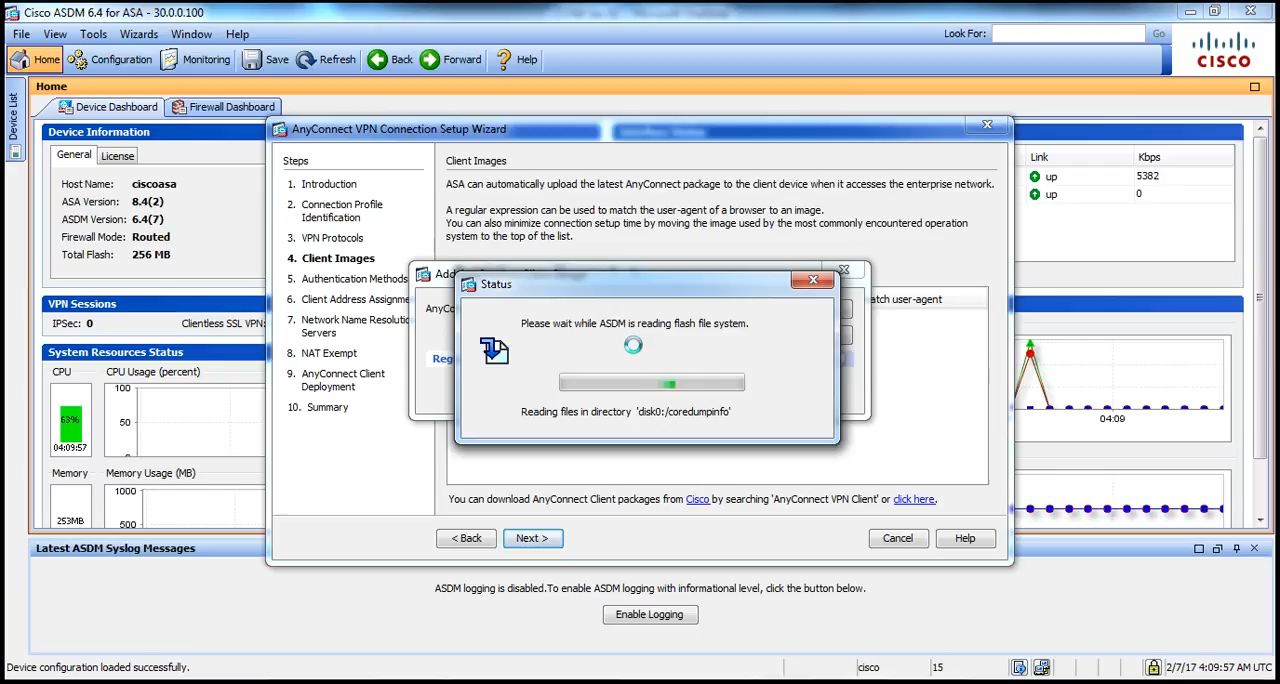 Cisco ASDM 6.4 for ASA - 30.0.0.100
File View Tools Wizards Window Help
Look For:
Go
Home Configuration Monitoring Save Refresh Back Forward Help
CISCO
Device List
Home
Device Dashboard Firewall Dashboard
Device Information
General License
Host Name: ciscoasa
ASA Version: 8.4(2)
ASDM Version: 6.4(7)
Firewall Mode: Routed
Total Flash: 256 MB
VPN Sessions
IPSec: 0 Clientless SSL VPN:
System Resources Status
CPU CPU Usage (percent)
100
50
63%
04:09:57
Memory Memory Usage (MB)
1000
500
253MB
AnyConnect VPN Connection Setup Wizard
Interface Status
Steps
1. Introduction
2. Connection Profile
Identification
3. VPN Protocols
4. Client Images
5. Authentication Methods
6. Client Address Assignme
7. Network Name Resolutio
Servers
8. NAT Exempt
9. AnyConnect Client
Deployment
10. Summary
Client Images
ASA can automatically upload the latest AnyConnect package to the client device when it accesses the enterprise network.
A regular expression can be used to match the user-agent of a browser to an image.
You can also minimize connection setup time by moving the image used by the most commonly encountered operation
system to the top of the list.
Add
AnyCo
Reg
atch user-agent
Status
Please wait while ASDM is reading flash file system.
Reading files in directory 'disk0:/coredumpinfo'
You can download AnyConnect Client packages from Cisco by searching 'AnyConnect VPN Client' or click here.
< Back Next > Cancel Help
Link Kbps
up 5382
up 0
04:09
Latest ASDM Syslog Messages
ASDM logging is disabled.To enable ASDM logging with informational level, click the button below.
Enable Logging
Device configuration loaded successfully.
cisco 15 2/7/17 4:09:57 AM UTC